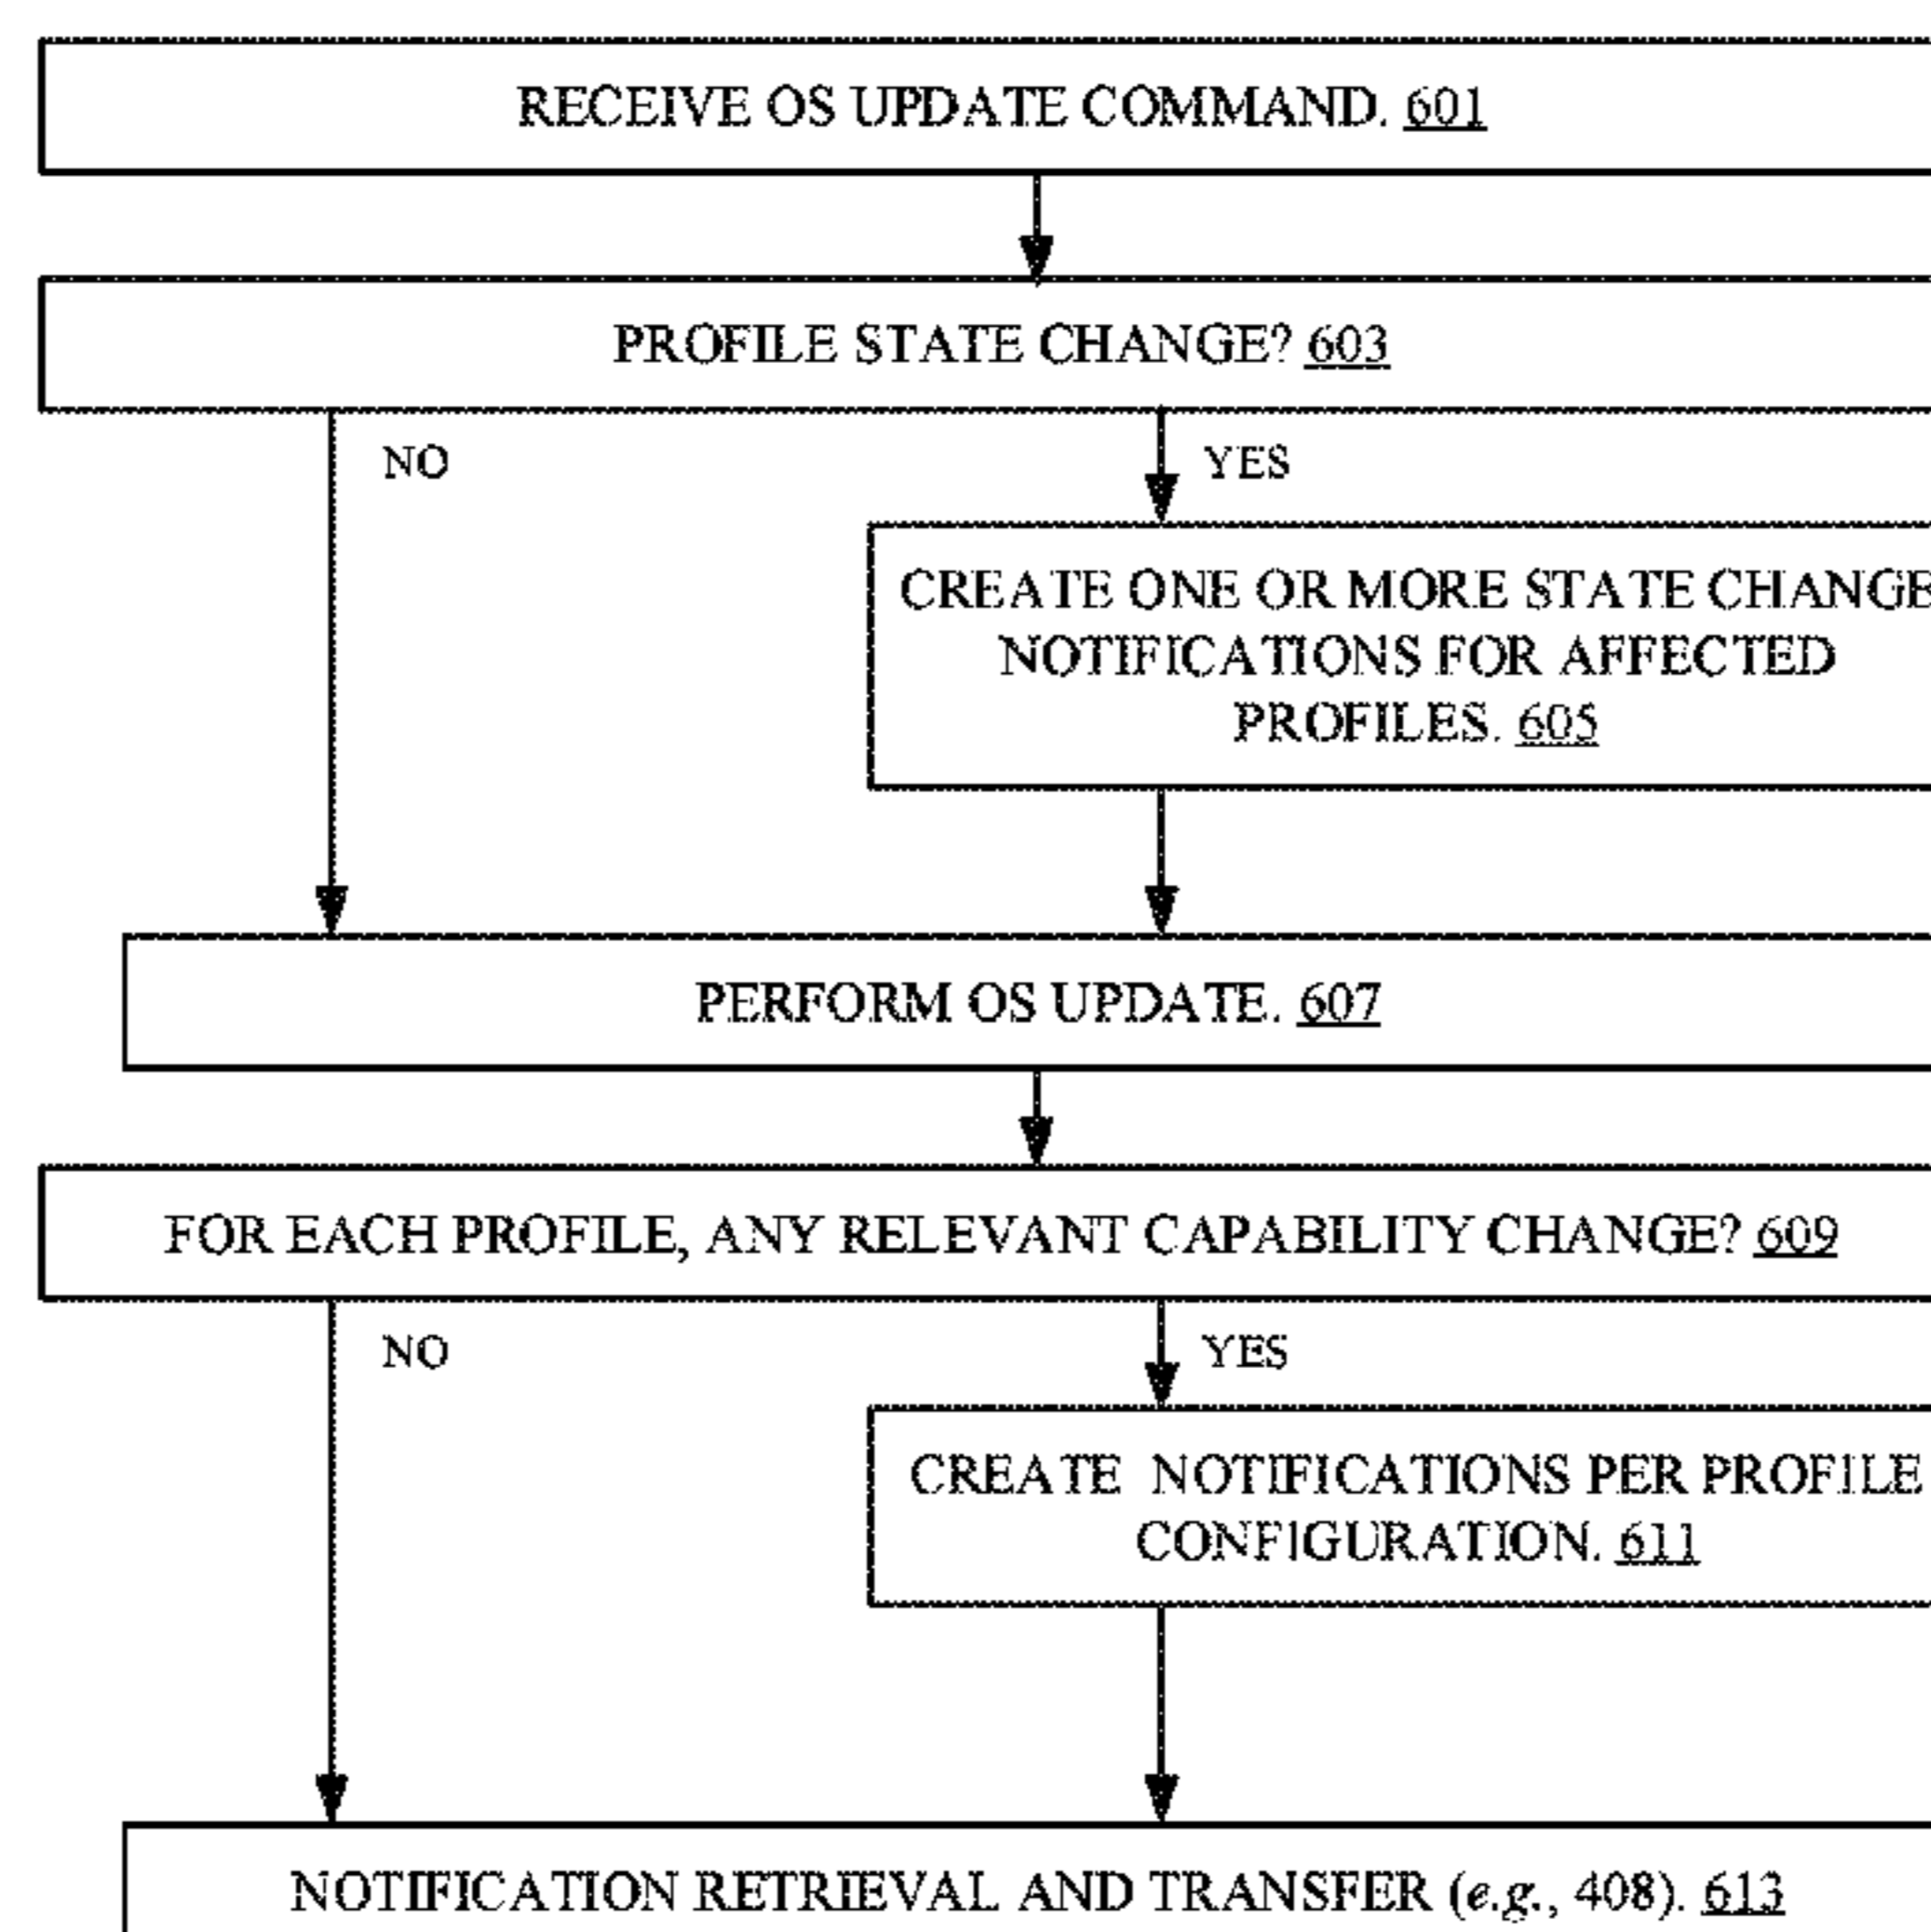 RECEIVE OS UPDATE COMMAND. 601
PROFILE STATE CHANGE? 603
NO
YES
CREATE ONE OR MORE STATE CHANGE
NOTIFICATIONS FOR AFFECTED
PROFILES. 605
PERFORM OS UPDATE. 607
FOR EACH PROFILE, ANY RELEVANT CAPABILITY CHANGE? 609
NO
YES
CREATE NOTIFICATIONS PER PROFILE
CONFIGURATION. 611
NOTIFICATION RETRIEVAL AND TRANSFER (e.g., 408). 613